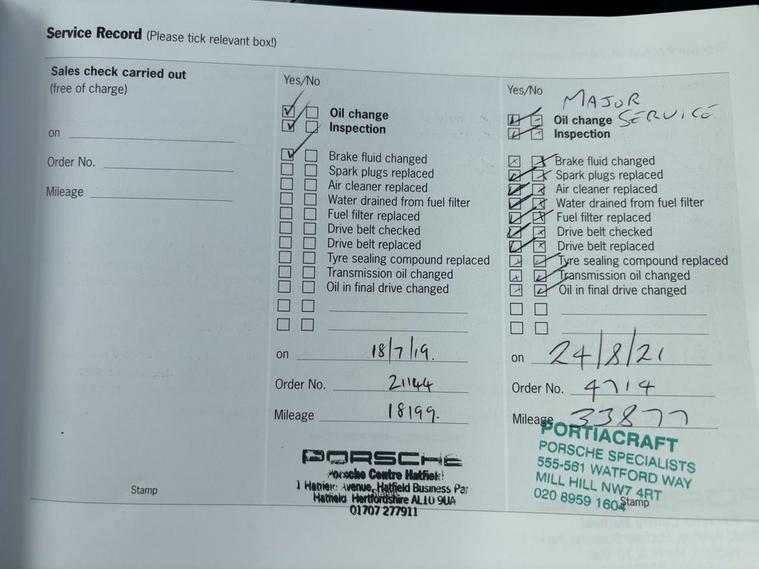 Service Record (Please tick relevant box!)
Sales check carried out
(free of charge)
on
Order No.
Mileage
Stamp
Yes/No
Oil change
Inspection
Brake fluid changed
Spark plugs replaced
Air cleaner replaced
Water drained from fuel filter
Fuel filter replaced
Drive belt checked
Drive belt replaced
Tyre sealing compound replaced
Transmission oil changed
Oil in final drive changed
on 18/7/19.
Order No. 21144
Mileage 18199.
PORSCHE
Porsche Centre Hatfield
1 Avenue, Hatfield Business Par
Hatfield Hertfordshire AL10 9UA
01707 277911
Yes/No
MAJOR
Oil change SERVICE
Inspection
Brake fluid changed
Spark plugs replaced
Air cleaner replaced
Water drained from fuel filter
Fuel filter replaced
Drive belt checked
Drive belt replaced
Tyre sealing compound replaced
Transmission oil changed
Oil in final drive changed
on 24/8/21
Order No. 4714
Mileage 33877
PORTIACRAFT
PORSCHE SPECIALISTS
555-561 WATFORD WAY
MILL HILL NW7 4RT
020 8959 1604
Stamp